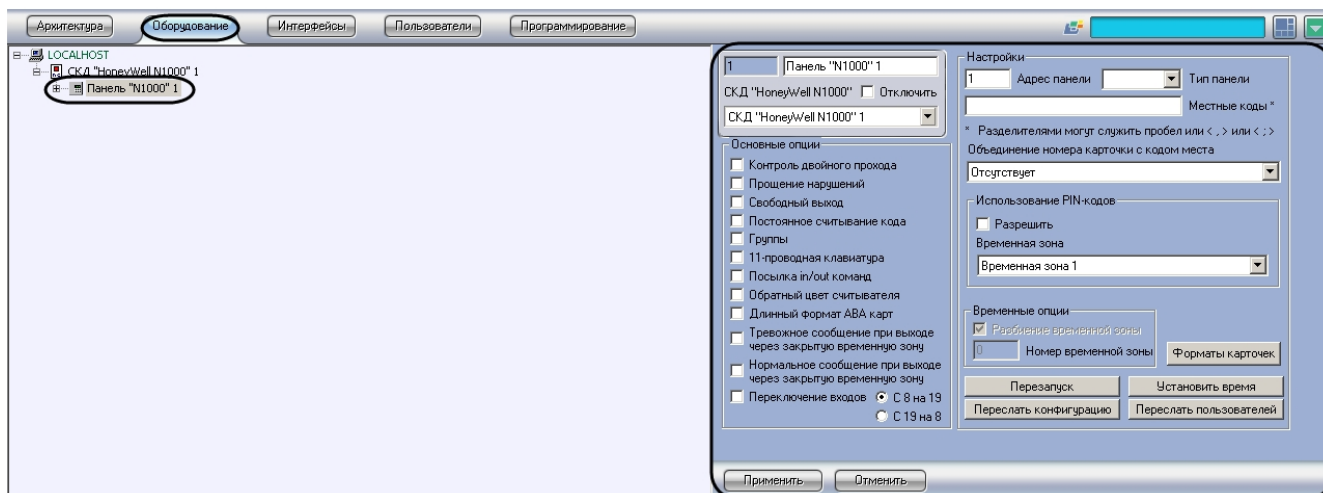 Архитектура
Оборудование
Интерфейсы
Пользователи
Программирование
LOCALHOST
СКД "HoneyWell N1000" 1
Панель "N1000" 1
1
Панель "N1000" 1
СКД "HoneyWell N1000"
Отключить
СКД "HoneyWell N1000" 1
Основные опции
Контроль двойного прохода
Прощение нарушений
Свободный выход
Постоянное считывание кода
Группы
11-проводная клавиатура
Посылка in/out команд
Обратный цвет считывателя
Длинный формат ABA карт
Тревожное сообщение при выходе
через закрытую временную зону
Нормальное сообщение при выходе
через закрытую временную зону
Переключение входов
С 8 на 19
С 19 на 8
Настройки
1
Адрес панели
Тип панели
Местные коды *
* Разделителями могут служить пробел или < , > или < ; >
Объединение номера карточки с кодом места
Отсутствует
Использование PIN-кодов
Разрешить
Временная зона
Временная зона 1
Временные опции
Разбиение временной зоны
0
Номер временной зоны
Форматы карточек
Перезапуск
Установить время
Переслать конфигурацию
Переслать пользователей
Применить
Отменить